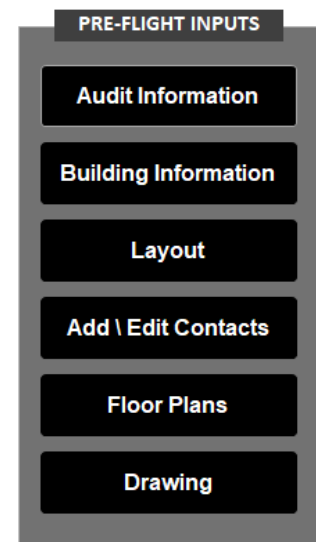 PRE-FLIGHT INPUTS
Audit Information
Building Information
Layout
Add \ Edit Contacts
Floor Plans
Drawing